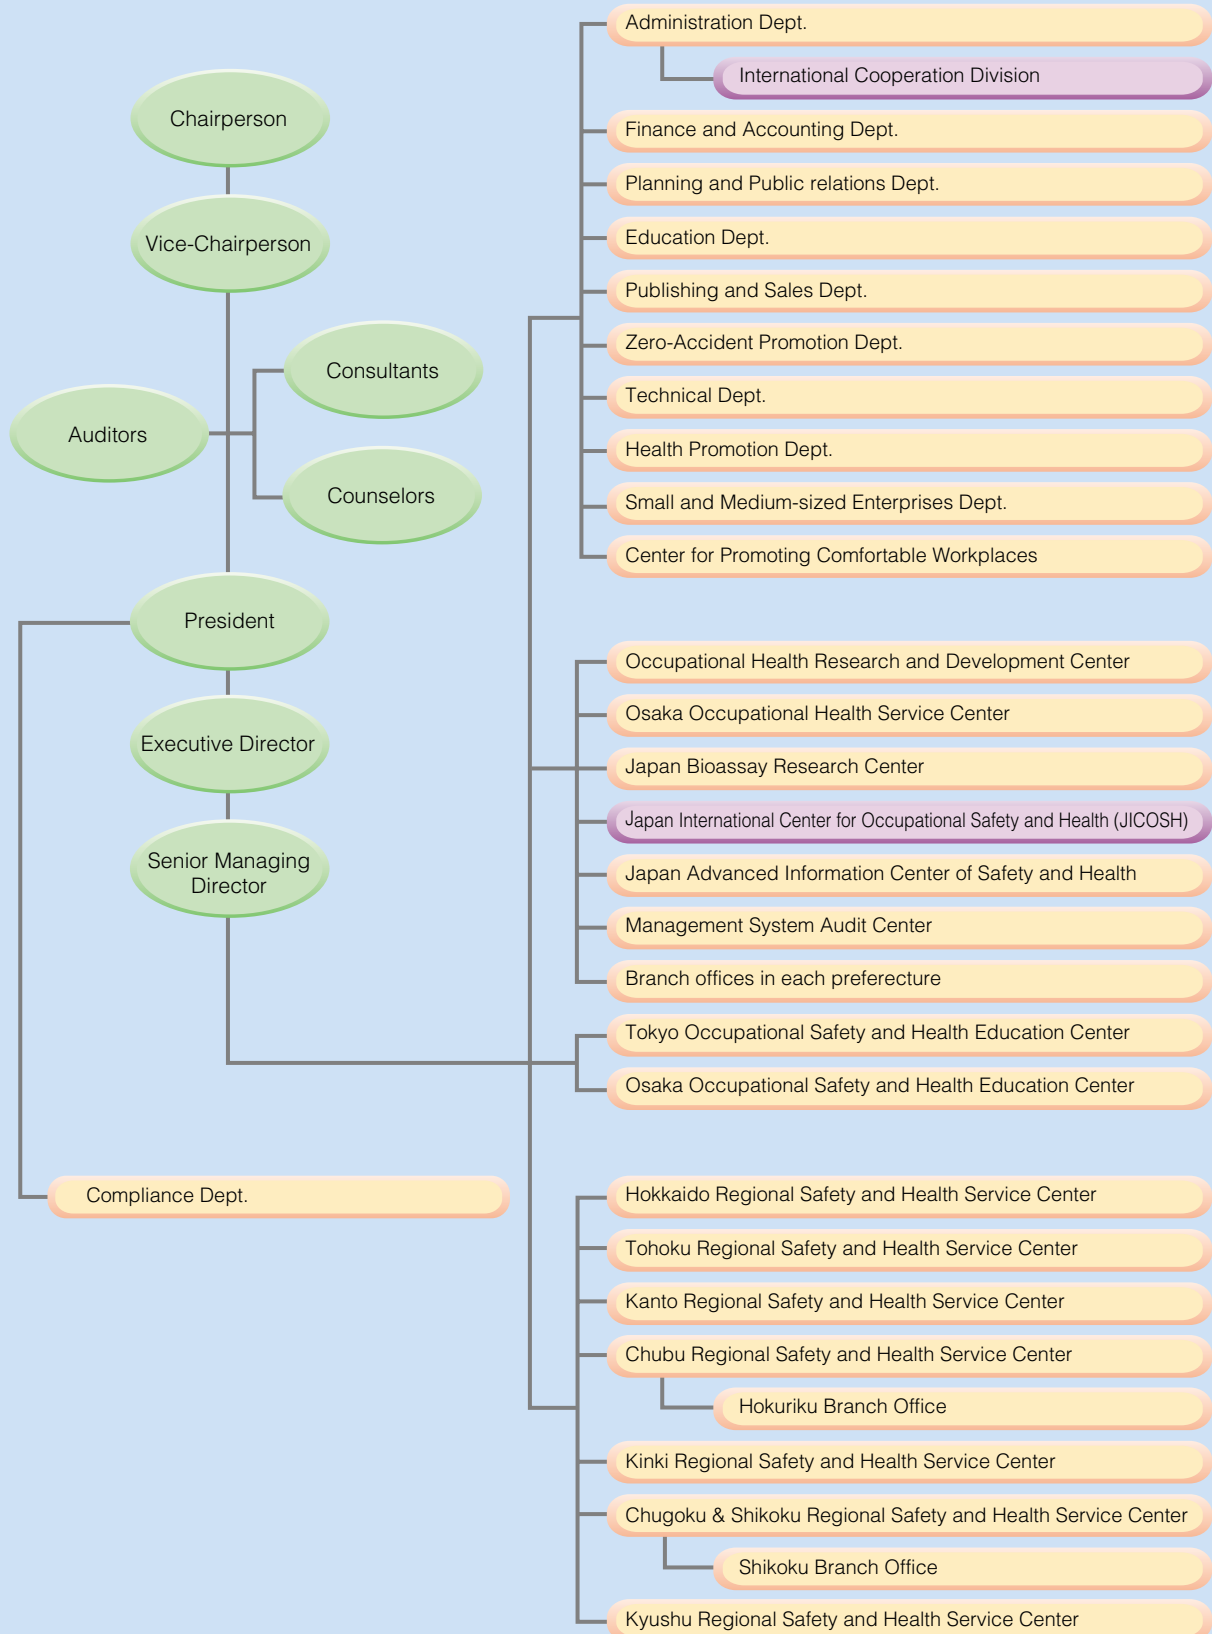 Chairperson
Vice-Chairperson
Auditors
Consultants
Counselors
President
Executive Director
Senior Managing
Director
Compliance Dept.
Administration Dept.
International Cooperation Division
Finance and Accounting Dept.
Planning and Public relations Dept.
Education Dept.
Publishing and Sales Dept.
Zero-Accident Promotion Dept.
Technical Dept.
Health Promotion Dept.
Small and Medium-sized Enterprises Dept.
Center for Promoting Comfortable Workplaces
Occupational Health Research and Development Center
Osaka Occupational Health Service Center
Japan Bioassay Research Center
Japan International Center for Occupational Safety and Health (JICOSH)
Japan Advanced Information Center of Safety and Health
Management System Audit Center
Branch offices in each preferecture
Tokyo Occupational Safety and Health Education Center
Osaka Occupational Safety and Health Education Center
Hokkaido Regional Safety and Health Service Center
Tohoku Regional Safety and Health Service Center
Kanto Regional Safety and Health Service Center
Chubu Regional Safety and Health Service Center
Hokuriku Branch Office
Kinki Regional Safety and Health Service Center
Chugoku & Shikoku Regional Safety and Health Service Center
Shikoku Branch Office
Kyushu Regional Safety and Health Service Center